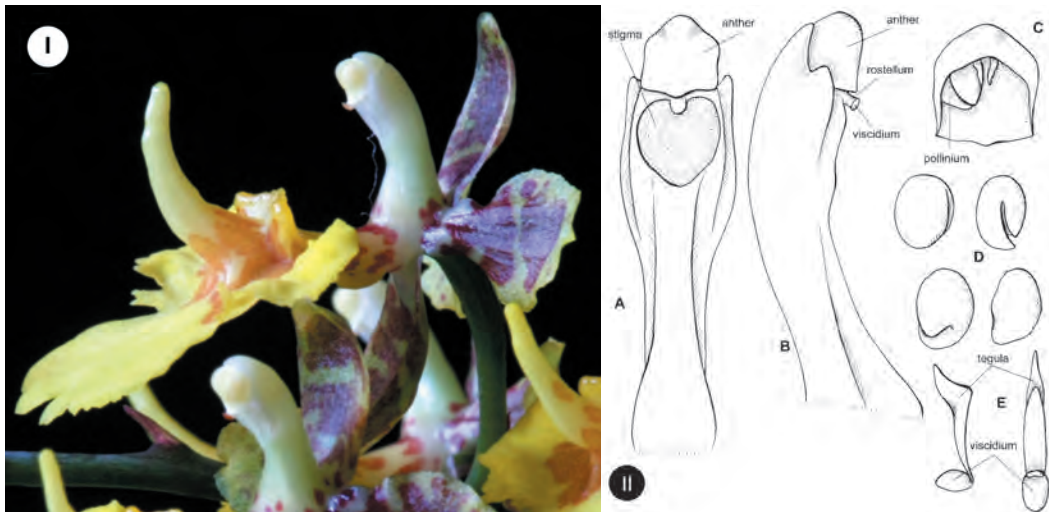 I
stigma
anther
anther
rostellum
viscidium
C
pollinium
D
A
B
tegula
E
viscidium
II